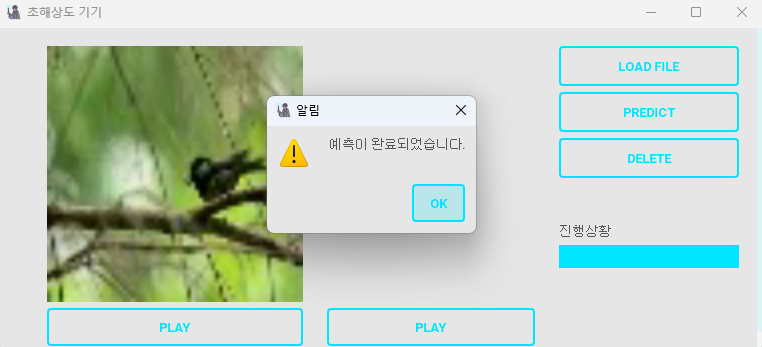 초해상도 기기
LOAD FILE
PREDICT
DELETE
알림
예측이 완료되었습니다.
OK
진행상황
PLAY
PLAY